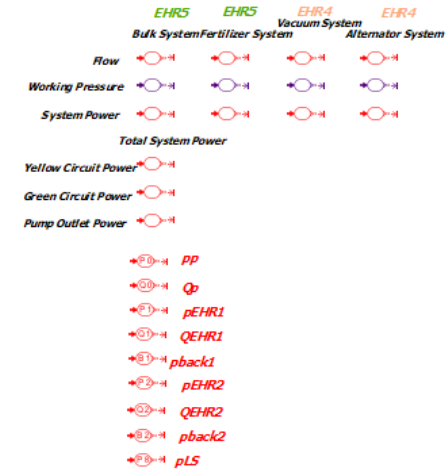 EHR5 EHR5 EHR4 EHR4
Bulk System Fertilizer System Vacuum System Alternator System
Flow
Working Pressure
System Power
Total System Power
Yellow Circuit Power
Green Circuit Power
Pump Outlet Power
P0 pp
Q0 Qp
P1 pEHR1
Q1 QEHR1
B1 pback1
P2 pEHR2
Q2 QEHR2
B2 pback2
pLS